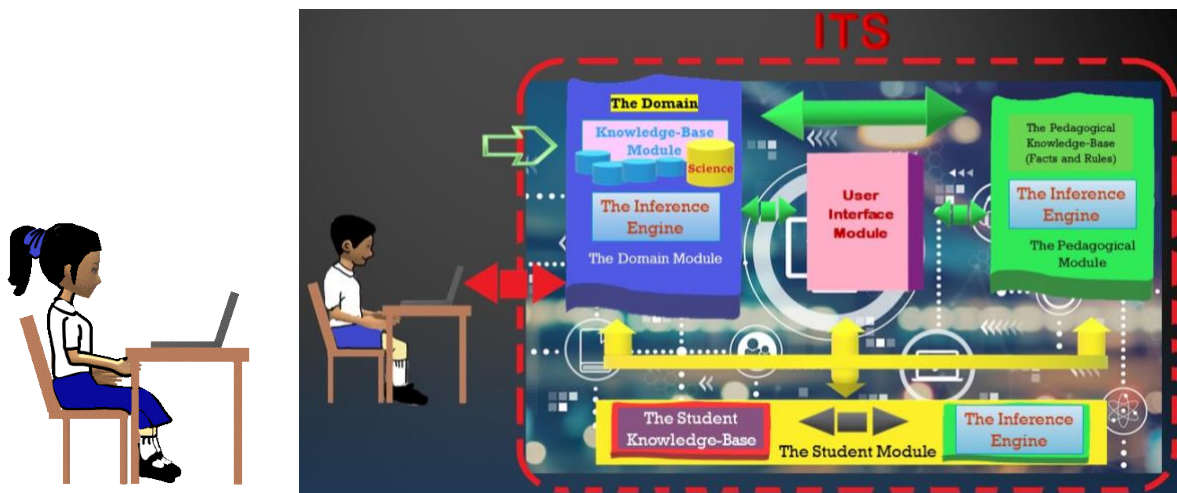 ITS
The Domain
Knowledge-Base
Module
Science
The Inference
Engine
The Domain Module
User
Interface
Module
The Pedagogical
Knowledge-Base
(Facts and Rules)
The Inference
Engine
The Pedagogical
Module
The Student
Knowledge-Base
The Student Module
The Inference
Engine